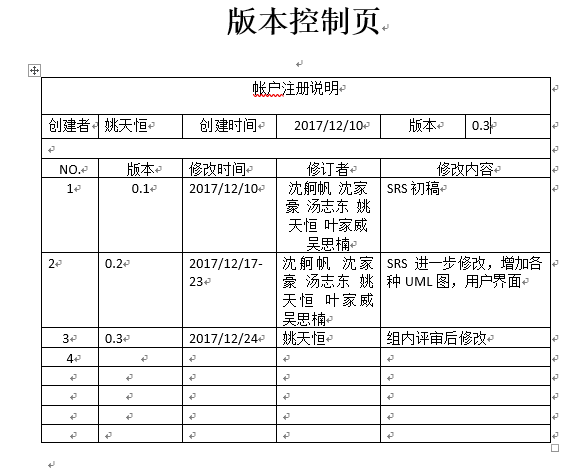 版本控制页
帐户注册说明
创建者 姚天恒 创建时间 2017/12/10 版本 0.3
NO. 版本 修改时间 修订者 修改内容
1 0.1 2017/12/10 沈舸帆 沈家 SRS 初稿
豪 汤志东 姚
天恒 叶家威
吴思楠
2 0.2 2017/12/17- 沈舸帆 沈家 SRS 进一步修改，增加各
23 豪 汤志东 姚 种 UML 图，用户界面
天恒 叶家威
吴思楠
3 0.3 2017/12/24 姚天恒 组内评审后修改
4